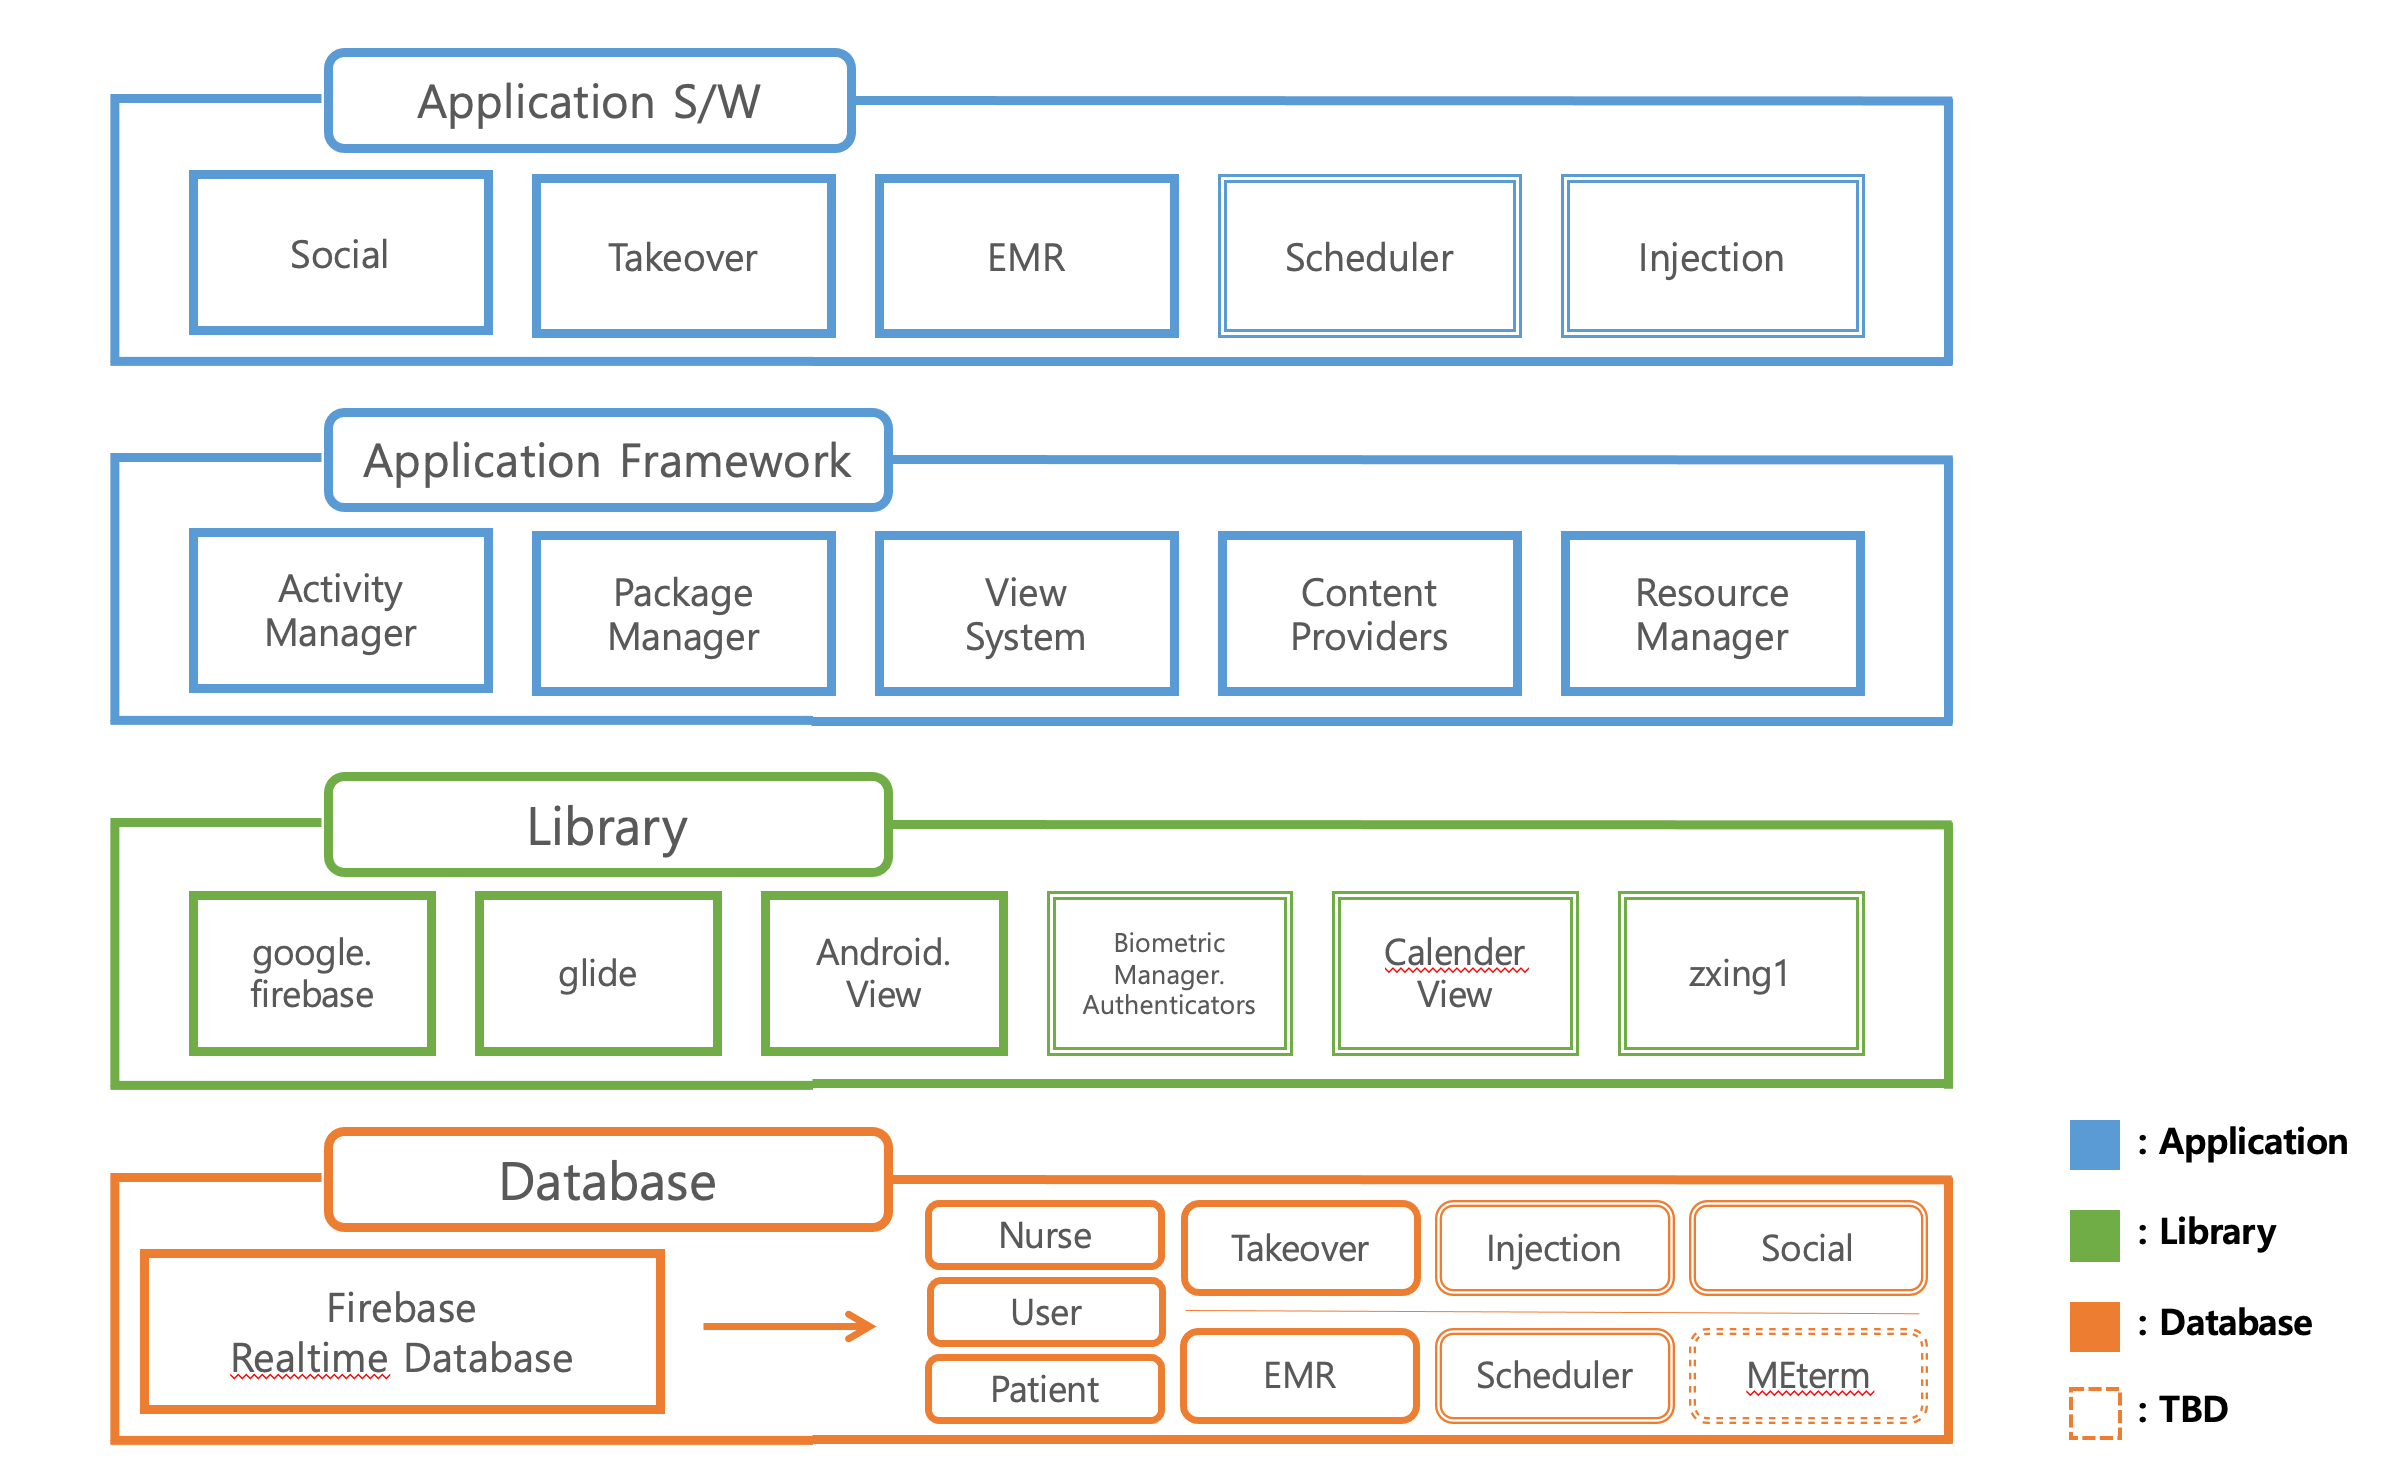 Application S/W
Social
Takeover
EMR
Scheduler
Injection
Application Framework
Activity
Manager
Package
Manager
View
System
Content
Providers
Resource
Manager
Library
google.
firebase
glide
Android.
View
Biometric
Manager.
Authenticators
Calender
View
zxing1
Database
Firebase
Realtime Database
Nurse
User
Patient
Takeover
Injection
Social
EMR
Scheduler
MEterm
: Application
: Library
: Database
: TBD